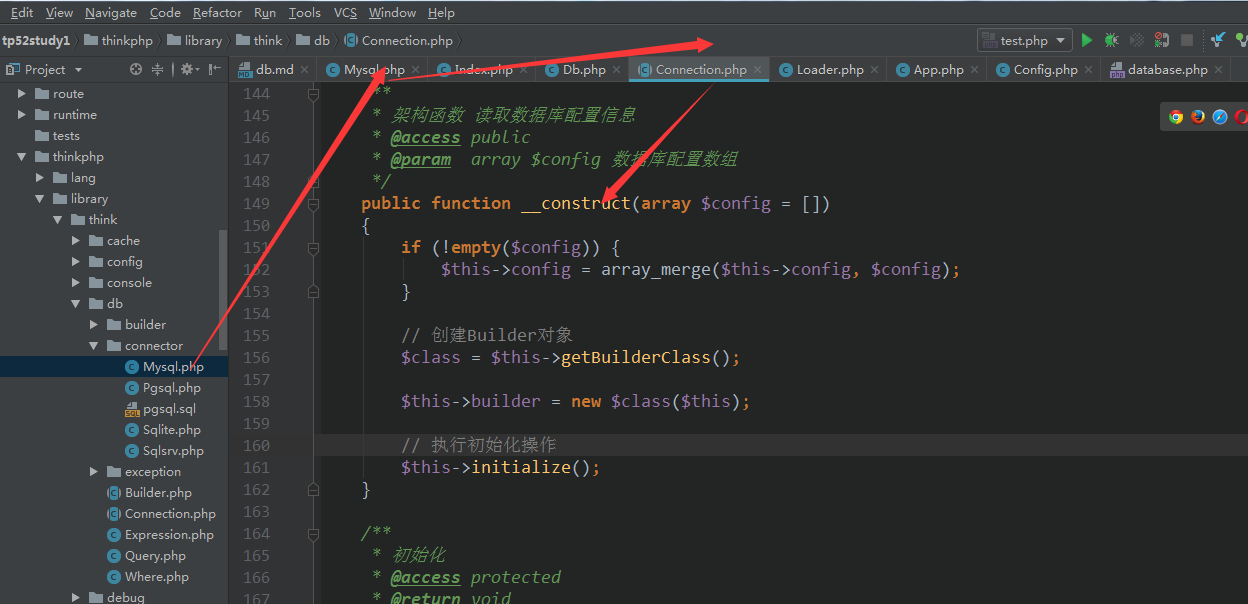 Edit View Navigate Code Refactor Run Tools VCS Window Help
tp52study1 thinkphp library think db Connection.php test.php
Project
db.md Mysql.php Index.php Db.php Connection.php Loader.php App.php Config.php database.php
route
runtime
tests
thinkphp
lang
library
think
cache
config
console
db
builder
connector
Mysql.php
Pgsql.php
pgsql.sql
Sqlite.php
Sqlsrv.php
exception
Builder.php
Connection.php
Expression.php
Query.php
Where.php
debug
144 /**
145 * 架构函数 读取数据库配置信息
146 * @access public
147 * @param array $config 数据库配置数组
148 */
149 public function __construct(array $config = [])
150 {
151 if (!empty($config)) {
152 $this->config = array_merge($this->config, $config);
153 }
154
155 // 创建Builder对象
156 $class = $this->getBuilderClass();
157
158 $this->builder = new $class($this);
159
160 // 执行初始化操作
161 $this->initialize();
162 }
163
164 /**
165 * 初始化
166 * @access protected
167 * @return void